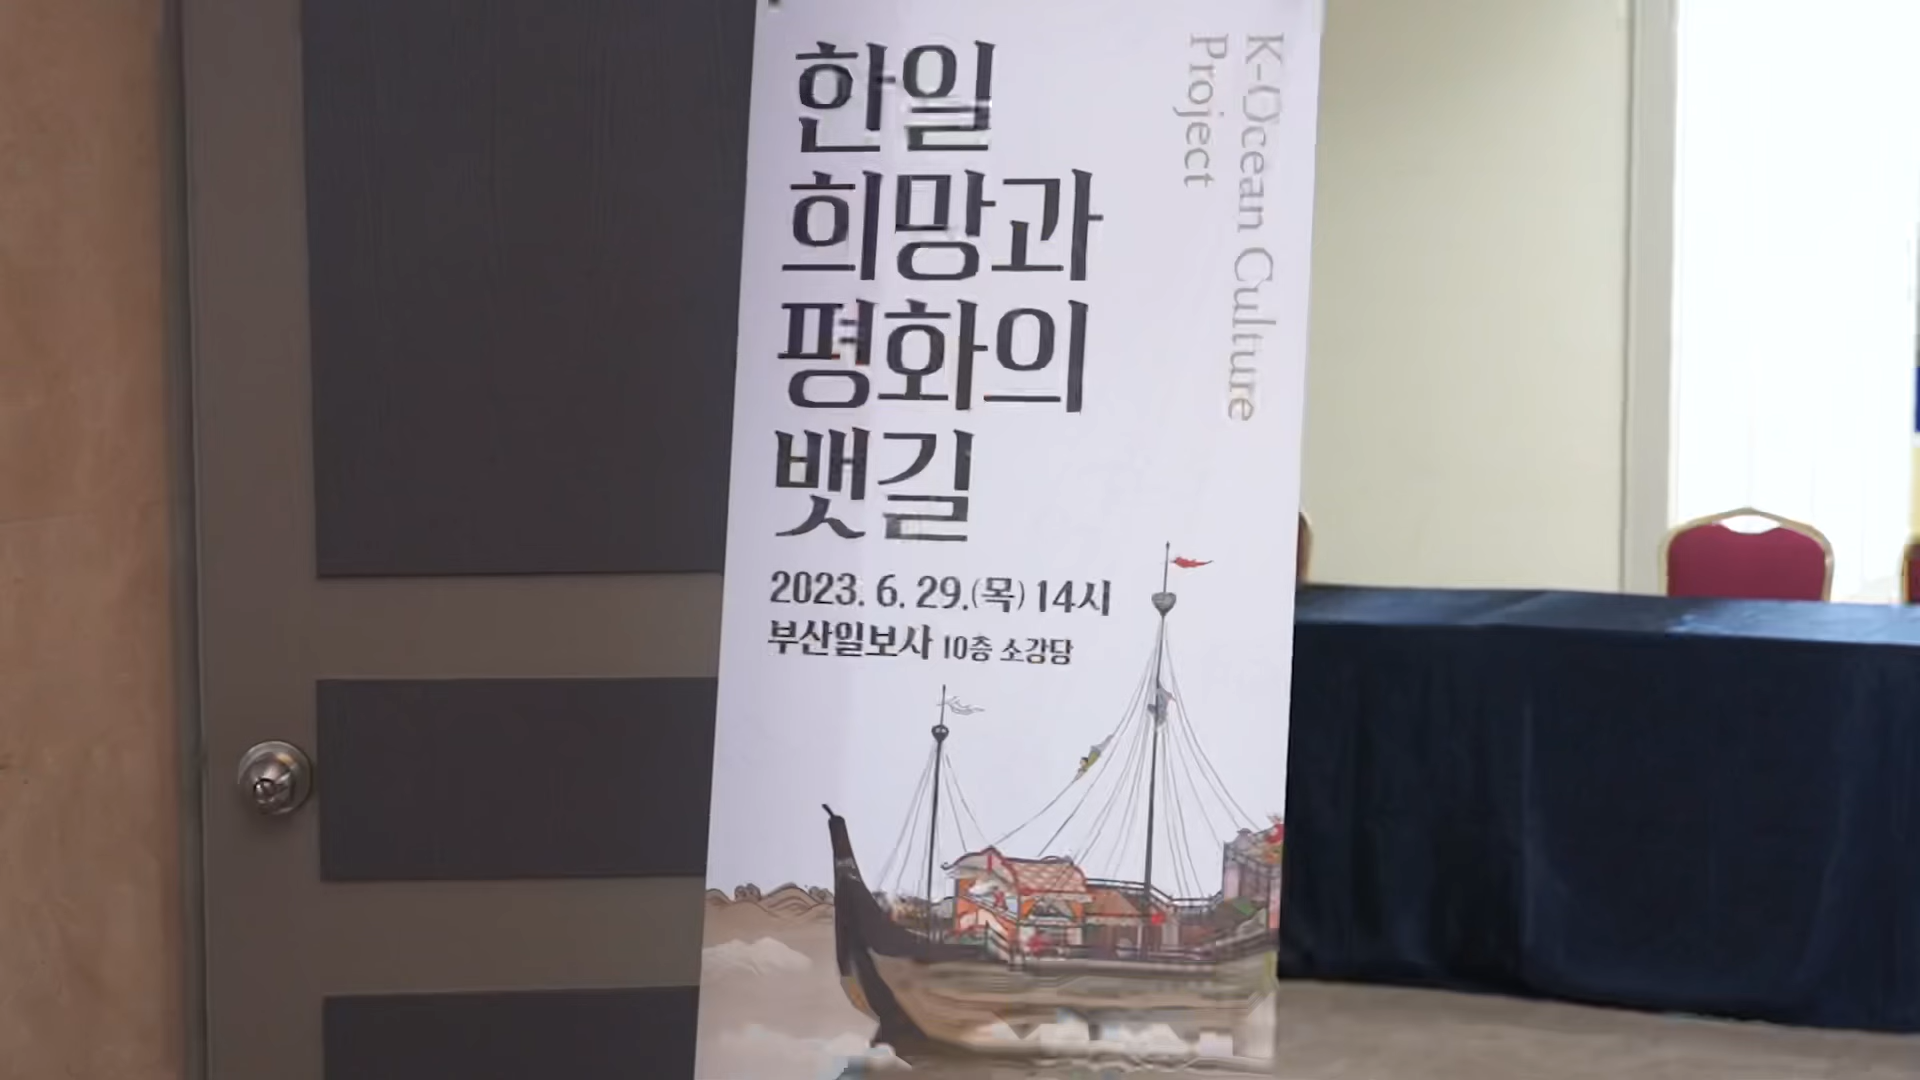 한일
희망과
평화의
뱃길
2023. 6. 29.(목) 14시
부산일보사 10층 소강당
K-Ocean Culture
Project